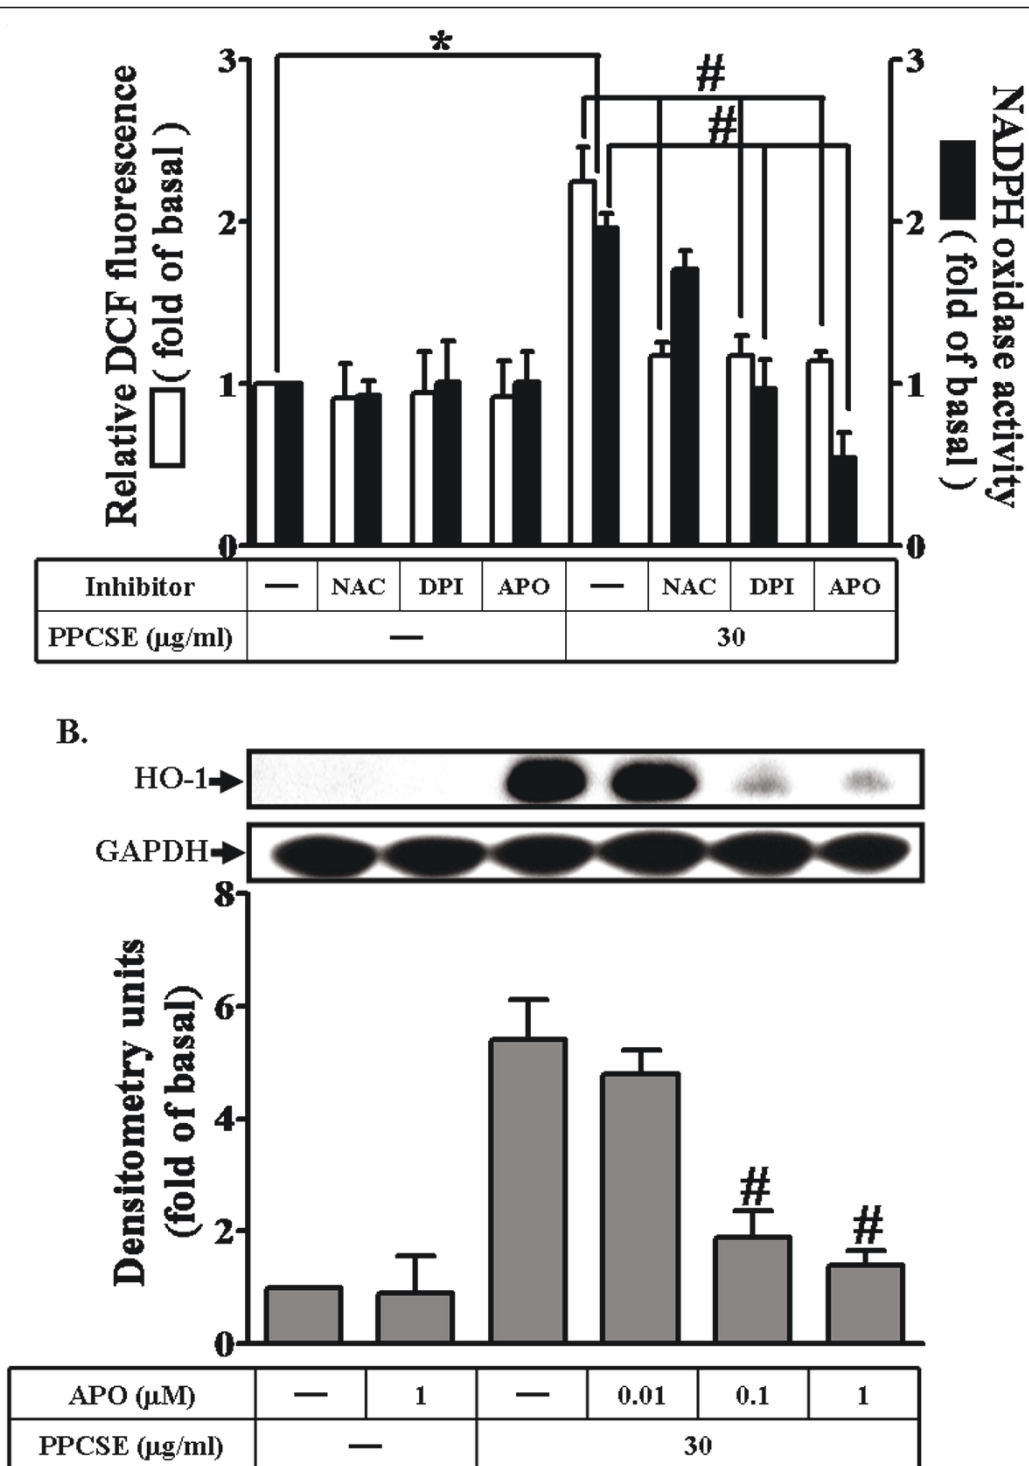 *
#
#
3
2
1
0
3
2
1
0
Relative DCF fluorescence
( fold of basal )
NADPH oxidase activity
( fold of basal )
Inhibitor — NAC DPI APO — NAC DPI APO
PPCSE (µg/ml) — 30
B.
HO-1
GAPDH
8
6
4
2
0
Densitometry units
(fold of basal)
#
#
APO (µM) — 1 — 0.01 0.1 1
PPCSE (µg/ml) — 30